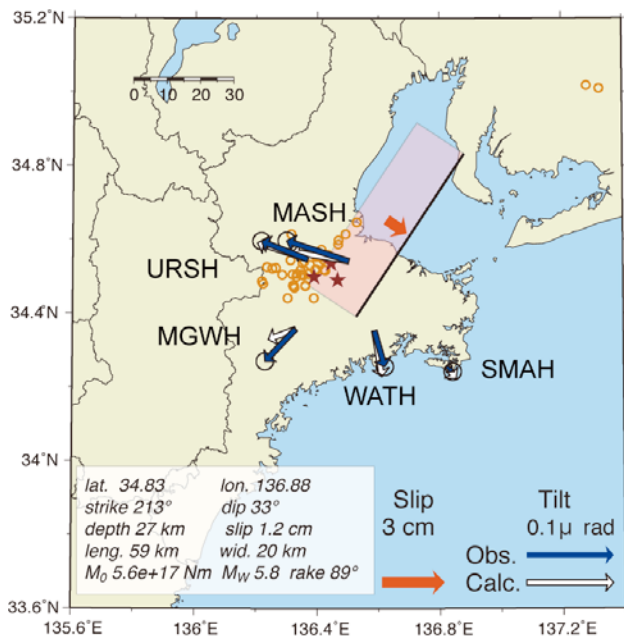 35.2°N
0 10 20 30
34.8°N
MASH
URSH
34.4°N
MGWH
WATH
SMAH
34°N
lat. 34.83 lon. 136.88
strike 213° dip 33°
depth 27 km slip 1.2 cm
leng. 59 km wid. 20 km
M0 5.6e+17 Nm MW 5.8 rake 89°
Slip
3 cm
Tilt
0.1μ rad
Obs.
Calc.
33.6°N
135.6°E 136°E 136.4°E 136.8°E 137.2°E